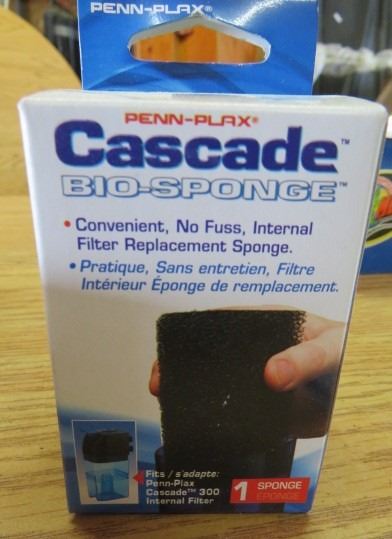 PENN-PLAX®
PENN-PLAX®
Cascade™
BIO-SPONGE™
• Convenient, No Fuss, Internal
Filter Replacement Sponge.
• Pratique, Sans entretien, Filtre
Intérieur Éponge de remplacement.
Fits / s'adapte:
Penn-Plax
Cascade™ 300
Internal Filter
1 SPONGE
ÉPONGE